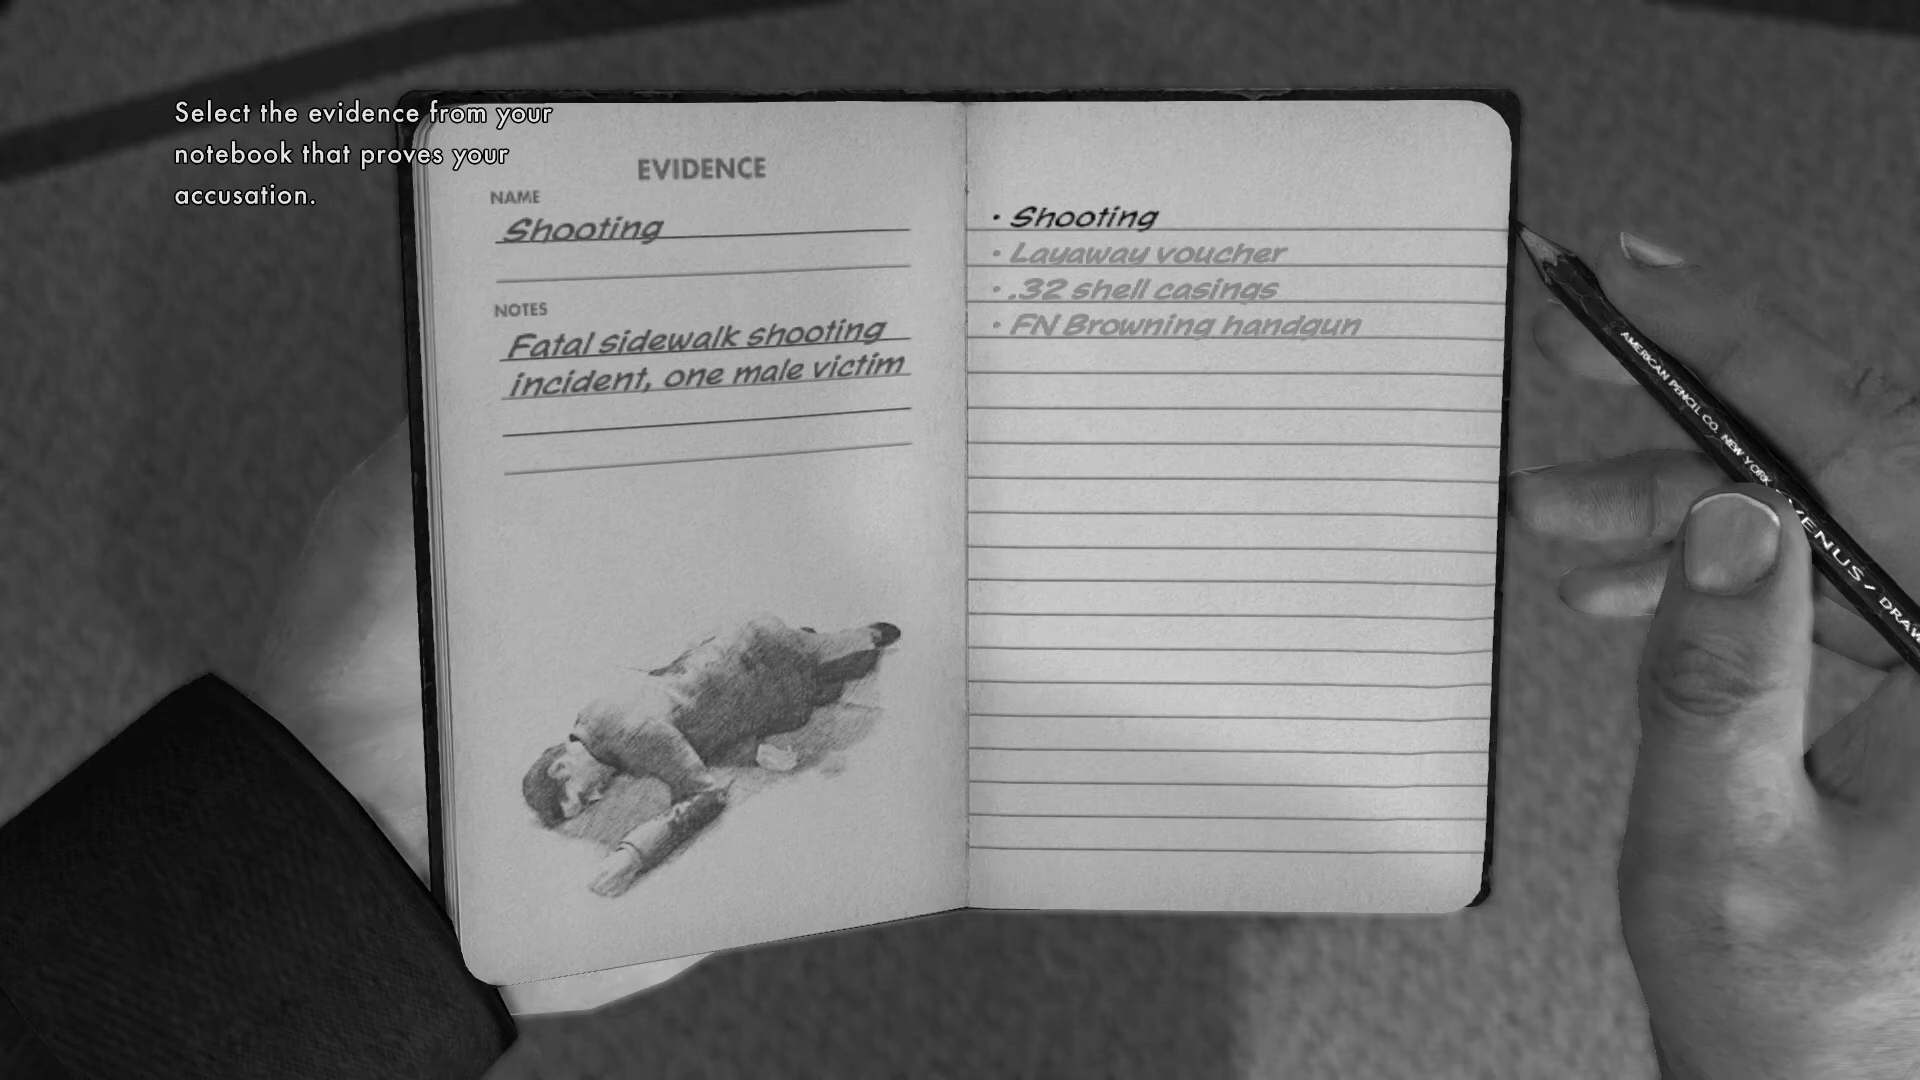 Select the evidence from your
notebook that proves your
accusation.
EVIDENCE
NAME
Shooting
NOTES
Fatal sidewalk shooting
incident, one male victim
• Shooting
• Layaway voucher
• .32 shell casings
• FN Browning handgun
AMERICAN PENCIL CO. NEW YORK
VENUS